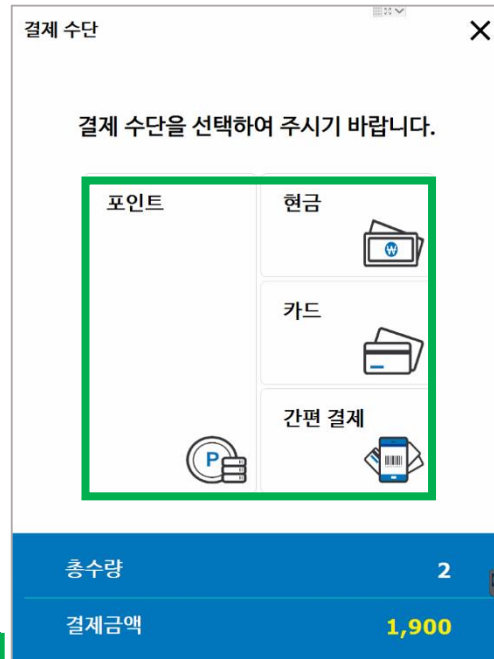 결제 수단
결제 수단을 선택하여 주시기 바랍니다.
포인트
현금
카드
간편 결제
P
총수량 2
결제금액 1,900